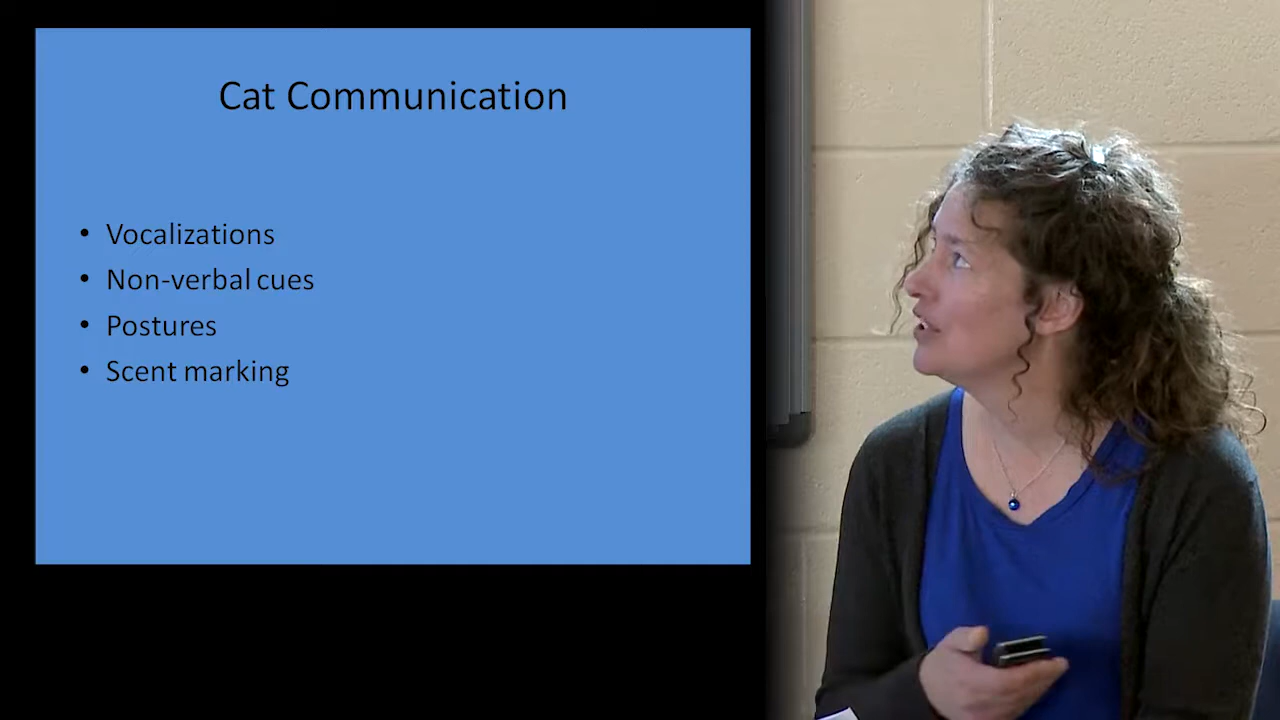 Cat Communication
• Vocalizations
• Non-verbal cues
• Postures
• Scent marking